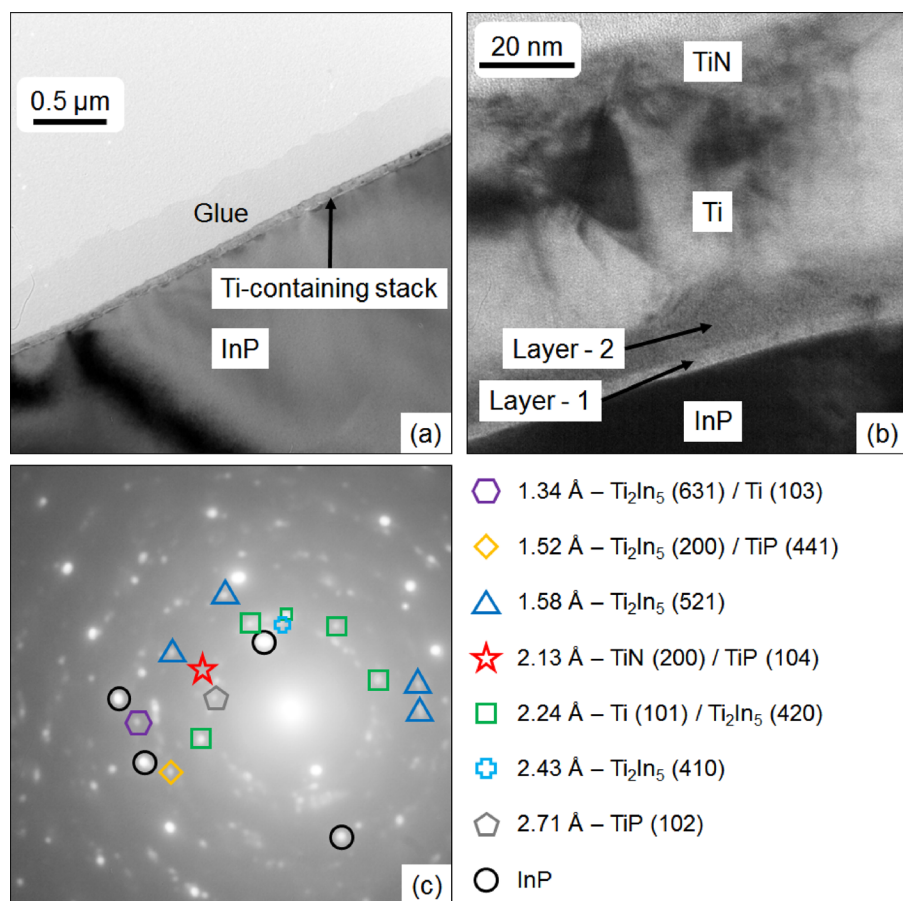 0.5 µm
Glue
Ti-containing stack
InP
(a)
20 nm
TiN
Ti
Layer - 2
Layer - 1
InP
(b)
(c)
1.34 Å – Ti₂In₅ (631) / Ti (103)
1.52 Å – Ti₂In₅ (200) / TiP (441)
1.58 Å – Ti₂In₅ (521)
2.13 Å – TiN (200) / TiP (104)
2.24 Å – Ti (101) / Ti₂In₅ (420)
2.43 Å – Ti₂In₅ (410)
2.71 Å – TiP (102)
InP